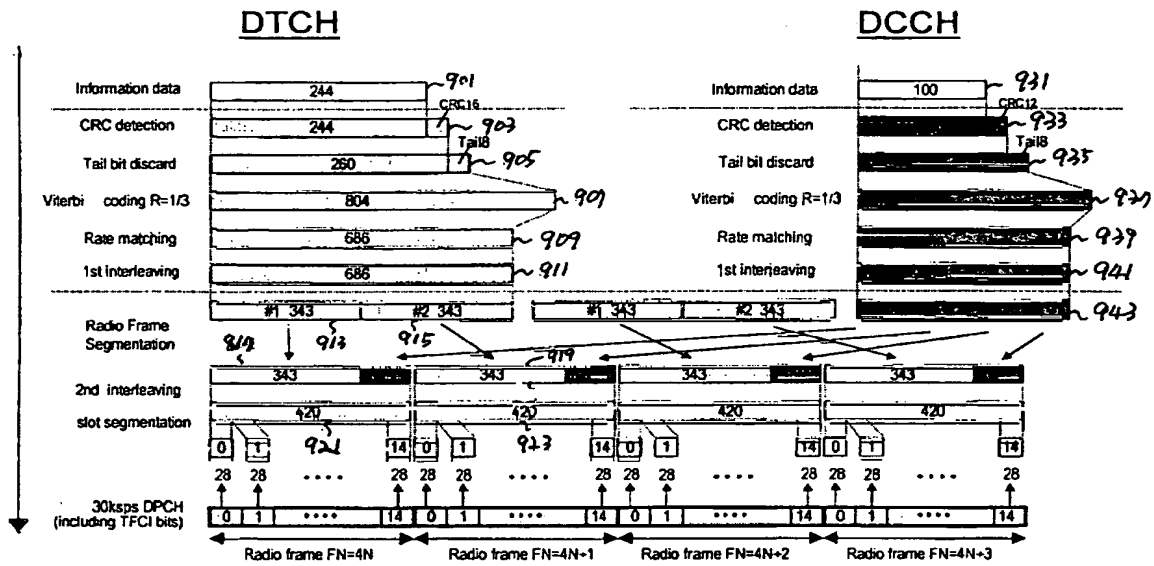 DTCH DCCH
Information data 244 901 Information data 100 931
CRC16 CRC12
CRC detection 244 903 CRC detection 933
Tail8 Tail8
Tail bit discard 260 905 Tail bit discard 935
Viterbi coding R=1/3 804 907 Viterbi coding R=1/3 937
Rate matching 686 909 Rate matching 939
1st interleaving 686 911 1st interleaving 941
#1 343 #2 343 #1 343 #2 343 943
Radio Frame
Segmentation
913 915
917 919
343 343 343 343
2nd interleaving
slot segmentation 420 420 420 420
921 923
0 1 14 0 1 14 0 1 14 0 1 14
28 28 •••• 28 28 28 •••• 28 28 28 •••• 28 28 28 •••• 28
30ksps DPCH
(including TFCI bits)
0 1 •••• 14 0 1 •••• 14 0 1 •••• 14 0 1 •••• 14
Radio frame FN=4N Radio frame FN=4N+1 Radio frame FN=4N+2 Radio frame FN=4N+3